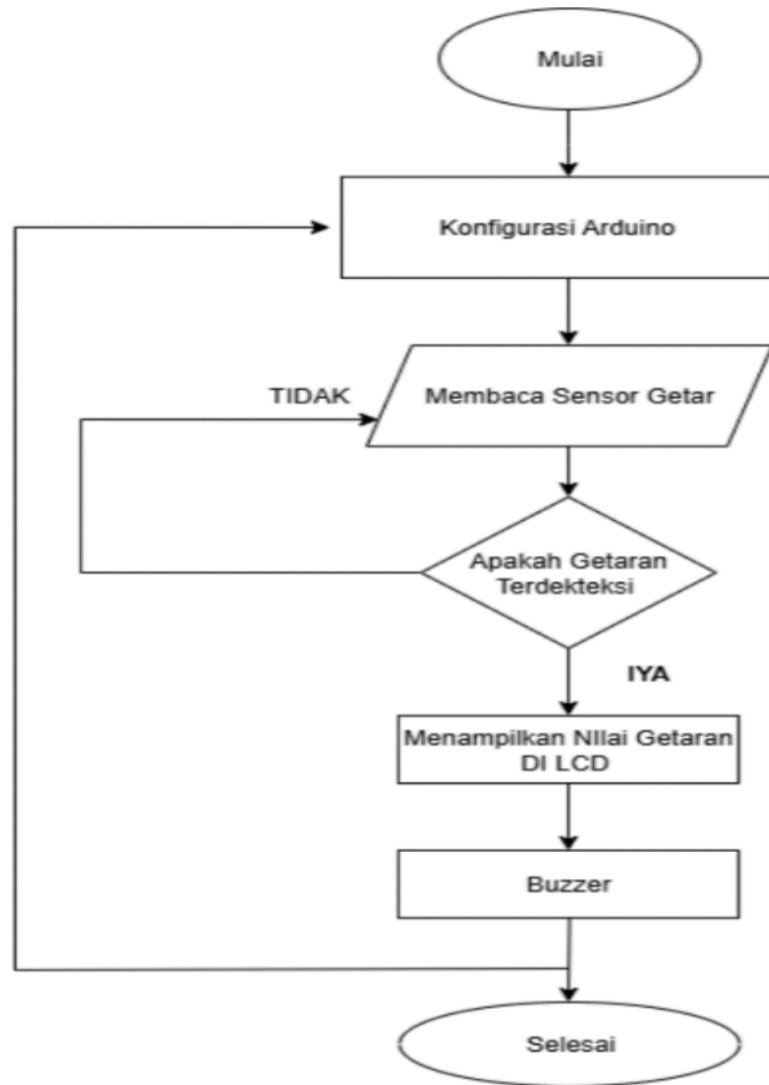 Mulai
Konfigurasi Arduino
TIDAK
Membaca Sensor Getar
Apakah Getaran
Terdekteksi
IYA
Menampilkan NIlai Getaran
DI LCD
Buzzer
Selesai